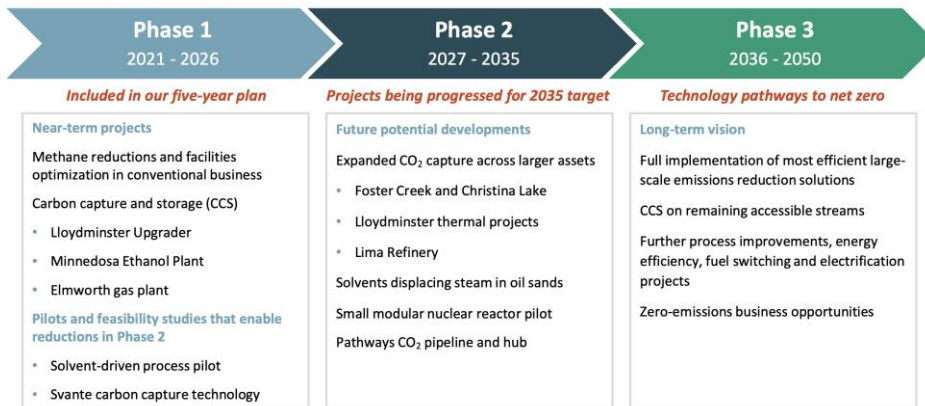 Phase 1
2021 - 2026
Phase 2
2027 - 2035
Phase 3
2036 - 2050
Included in our five-year plan
Projects being progressed for 2035 target
Technology pathways to net zero
Near-term projects
Methane reductions and facilities
optimization in conventional business
Carbon capture and storage (CCS)
• Lloydminster Upgrader
• Minnedosa Ethanol Plant
• Elmworth gas plant
Pilots and feasibility studies that enable
reductions in Phase 2
• Solvent-driven process pilot
• Svante carbon capture technology
Future potential developments
Expanded CO₂ capture across larger assets
• Foster Creek and Christina Lake
• Lloydminster thermal projects
• Lima Refinery
Solvents displacing steam in oil sands
Small modular nuclear reactor pilot
Pathways CO₂ pipeline and hub
Long-term vision
Full implementation of most efficient large-
scale emissions reduction solutions
CCS on remaining accessible streams
Further process improvements, energy
efficiency, fuel switching and electrification
projects
Zero-emissions business opportunities